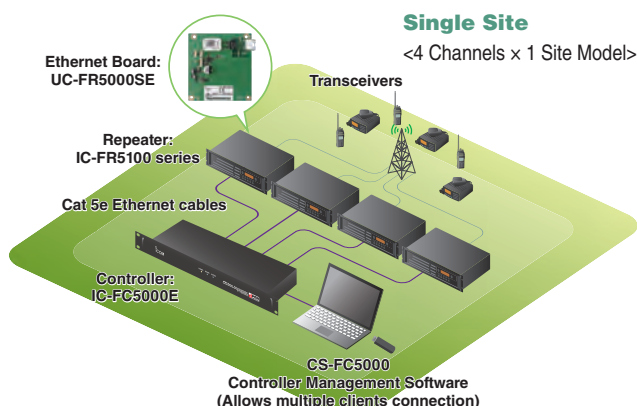 Single Site
<4 Channels × 1 Site Model>
Ethernet Board:
UC-FR5000SE
Transceivers
Repeater:
IC-FR5100 series
Cat 5e Ethernet cables
Controller:
IC-FC5000E
CS-FC5000
Controller Management Software
(Allows multiple clients connection)